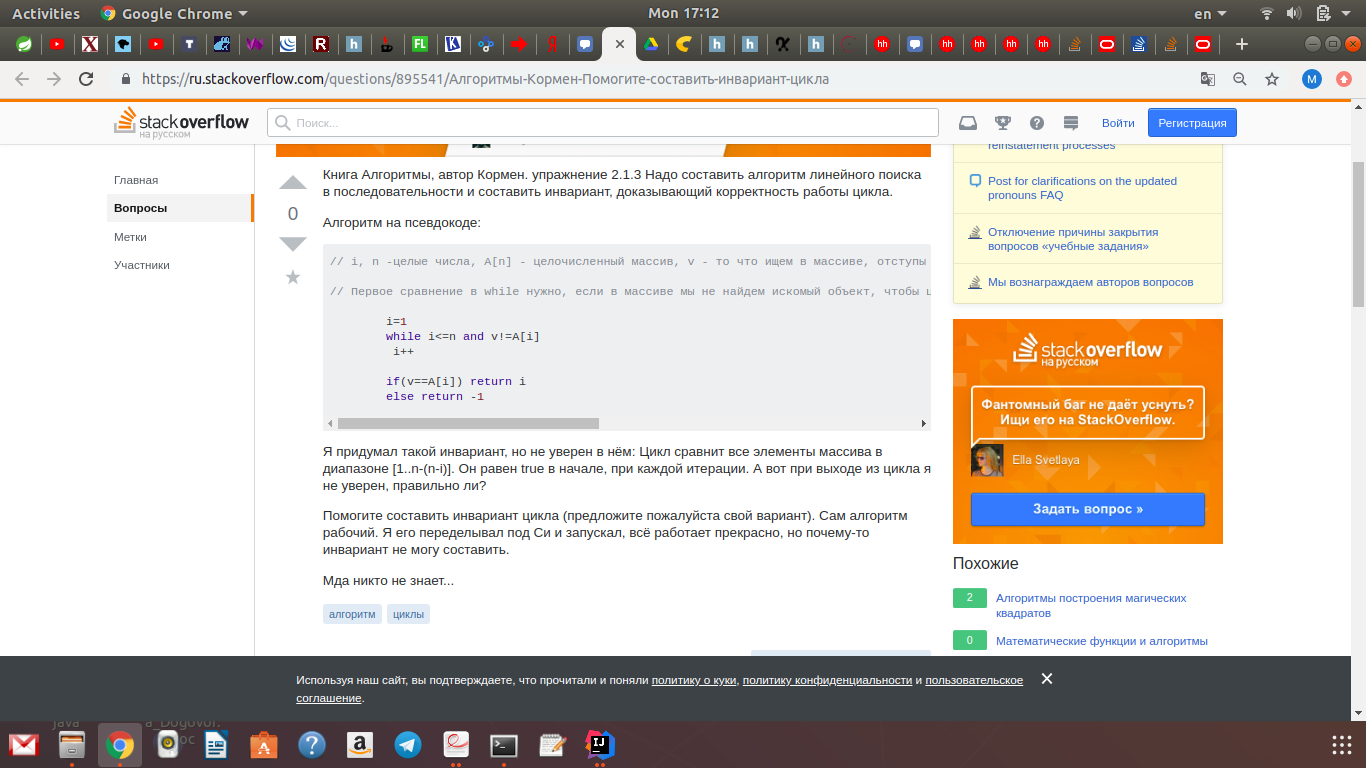 Activities
Google Chrome
Mon 17:12
en
https://ru.stackoverflow.com/questions/895541/Алгоритмы-Кормен-Помогите-составить-инвариант-цикла
M
stackoverflow
на русском
Поиск...
Войти
Регистрация
Главная
Вопросы
Метки
Участники
0
Книга Алгоритмы, автор Кормен. упражнение 2.1.3 Надо составить алгоритм линейного поиска
в последовательности и составить инвариант, доказывающий корректность работы цикла.
Алгоритм на псевдокоде:
// i, n -целые числа, A[n] - целочисленный массив, v - то что ищем в массиве, отступы
// Первое сравнение в while нужно, если в массиве мы не найдем искомый объект, чтобы ц
i=1
while i<=n and v!=A[i]
i++
if(v==A[i]) return i
else return -1
Я придумал такой инвариант, но не уверен в нём: Цикл сравнит все элементы массива в
диапазоне [1..n-(n-i)]. Он равен true в начале, при каждой итерации. А вот при выходе из цикла я
не уверен, правильно ли?
Помогите составить инвариант цикла (предложите пожалуйста свой вариант). Сам алгоритм
рабочий. Я его переделывал под Си и запускал, всё работает прекрасно, но почему-то
инвариант не могу составить.
Мда никто не знает...
алгоритм
циклы
reinstatement processes
Post for clarifications on the updated
pronouns FAQ
Отключение причины закрытия
вопросов «учебные задания»
Мы вознаграждаем авторов вопросов
stackoverflow
на русском
Фантомный баг не даёт уснуть?
Ищи его на StackOverflow.
Ella Svetlaya
Задать вопрос »
Похожие
2
Алгоритмы построения магических
квадратов
0
Математические функции и алгоритмы
Используя наш сайт, вы подтверждаете, что прочитали и поняли политику о куки, политику конфиденциальности и пользовательское
соглашение.
java
a Dogovor.